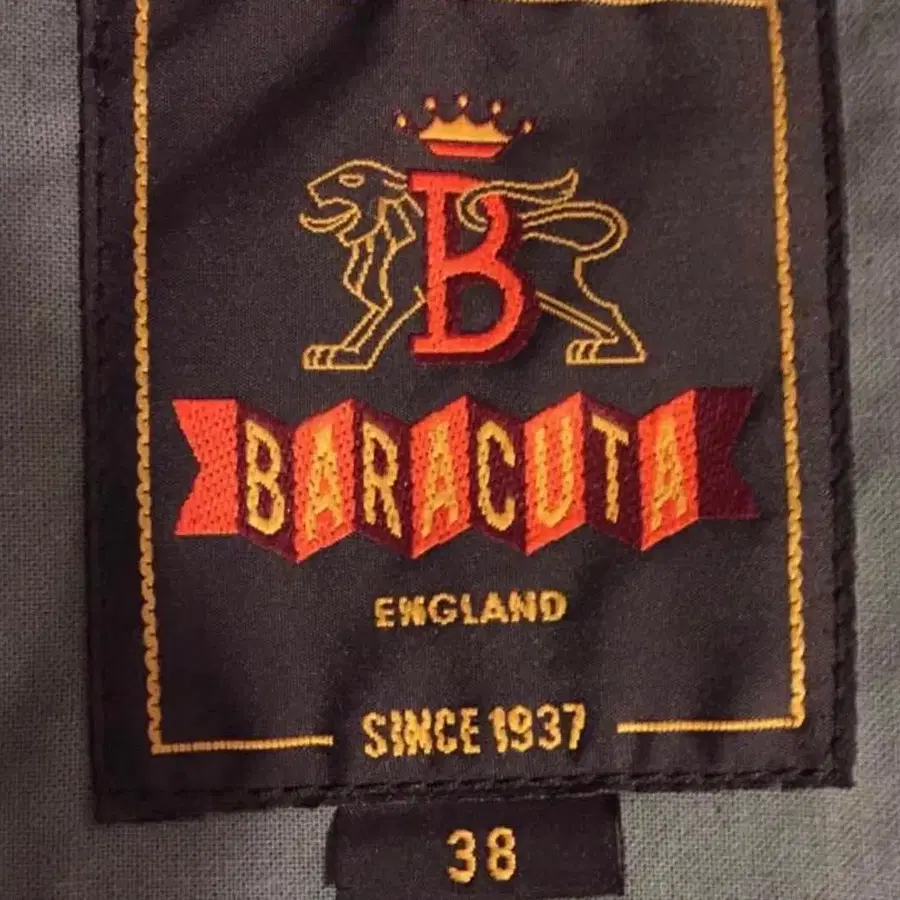 B
BARACUTA
ENGLAND
SINCE 1937
38